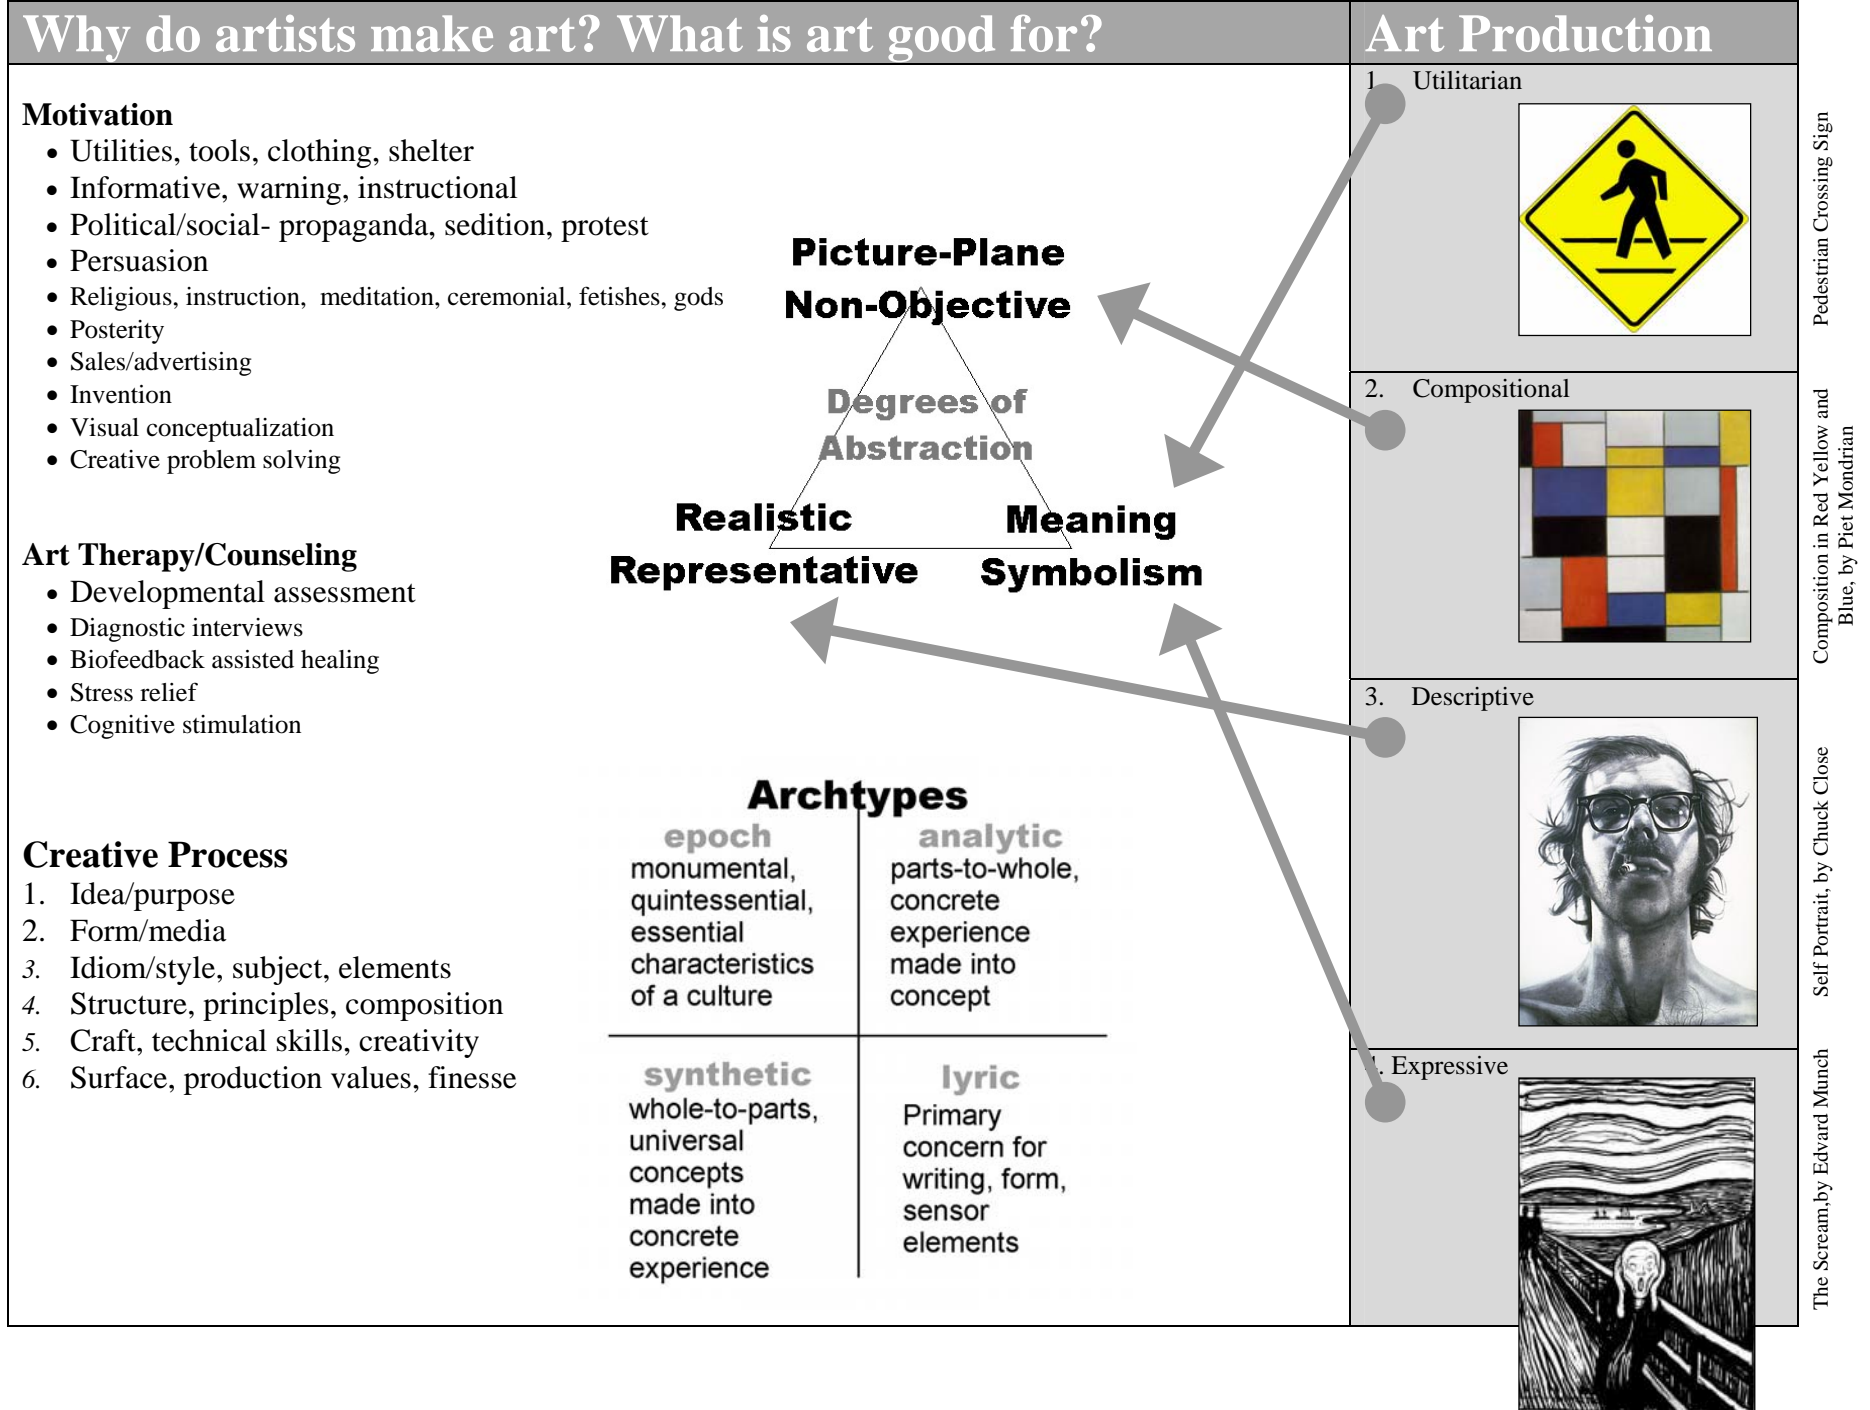 Why do artists make art? What is art good for?
Motivation
• Utilities, tools, clothing, shelter
• Informative, warning, instructional
• Political/social- propaganda, sedition, protest
• Persuasion
• Religious, instruction, meditation, ceremonial, fetishes, gods
• Posterity
• Sales/advertising
• Invention
• Visual conceptualization
• Creative problem solving
Art Therapy/Counseling
• Developmental assessment
• Diagnostic interviews
• Biofeedback assisted healing
• Stress relief
• Cognitive stimulation
Creative Process
1. Idea/purpose
2. Form/media
3. Idiom/style, subject, elements
4. Structure, principles, composition
5. Craft, technical skills, creativity
6. Surface, production values, finesse
Picture-Plane
Non-Objective
Degrees of
Abstraction
Realistic
Representative
Meaning
Symbolism
Archtypes
epoch
monumental,
quintessential,
essential
characteristics
of a culture
analytic
parts-to-whole,
concrete
experience
made into
concept
synthetic
whole-to-parts,
universal
concepts
made into
concrete
experience
lyric
Primary
concern for
writing, form,
sensor
elements
Art Production
1. Utilitarian
Pedestrian Crossing Sign
2. Compositional
Composition in Red Yellow and
Blue, by Piet Mondrian
3. Descriptive
Self Portrait, by Chuck Close
4. Expressive
The Scream,by Edvard Munch